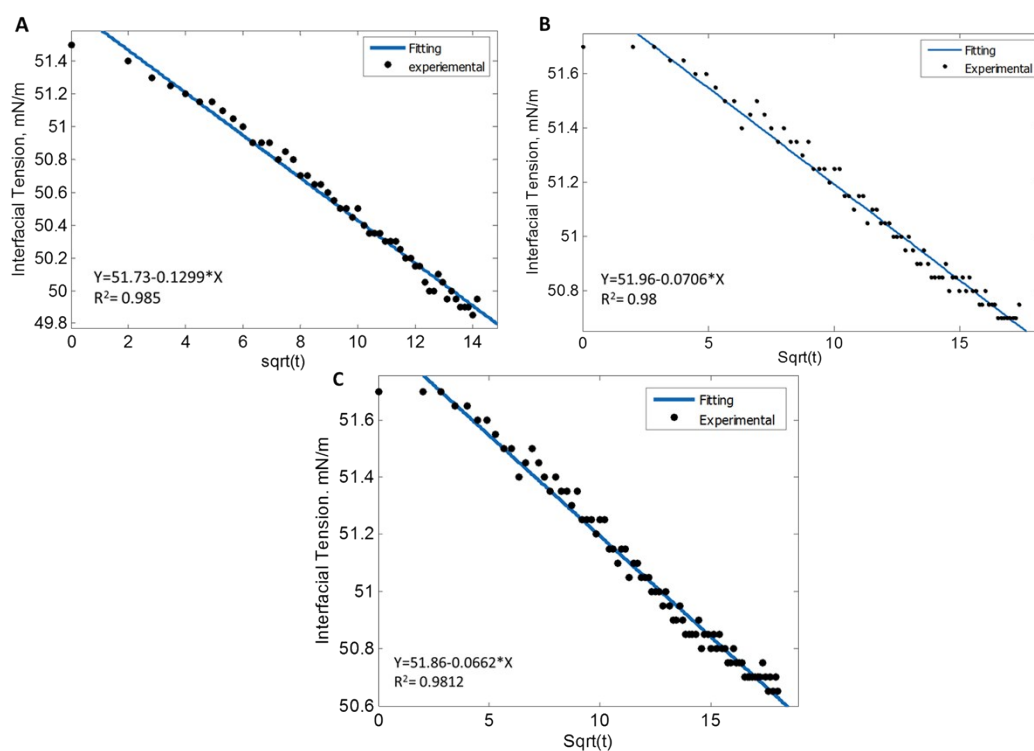 A
Interfacial Tension, mN/m
51.4
51.2
51
50.8
50.6
50.4
50.2
50
49.8
Fitting
experiemental
Y=51.73-0.1299*X
R²= 0.985
0 2 4 6 8 10 12 14
sqrt(t)
B
Interfacial Tension, mN/m
51.6
51.4
51.2
51
50.8
Fitting
Experimental
Y=51.96-0.0706*X
R²= 0.98
0 5 10 15
Sqrt(t)
C
Interfacial Tension. mN/m
51.6
51.4
51.2
51
50.8
50.6
Fitting
Experimental
Y=51.86-0.0662*X
R²= 0.9812
0 5 10 15
Sqrt(t)